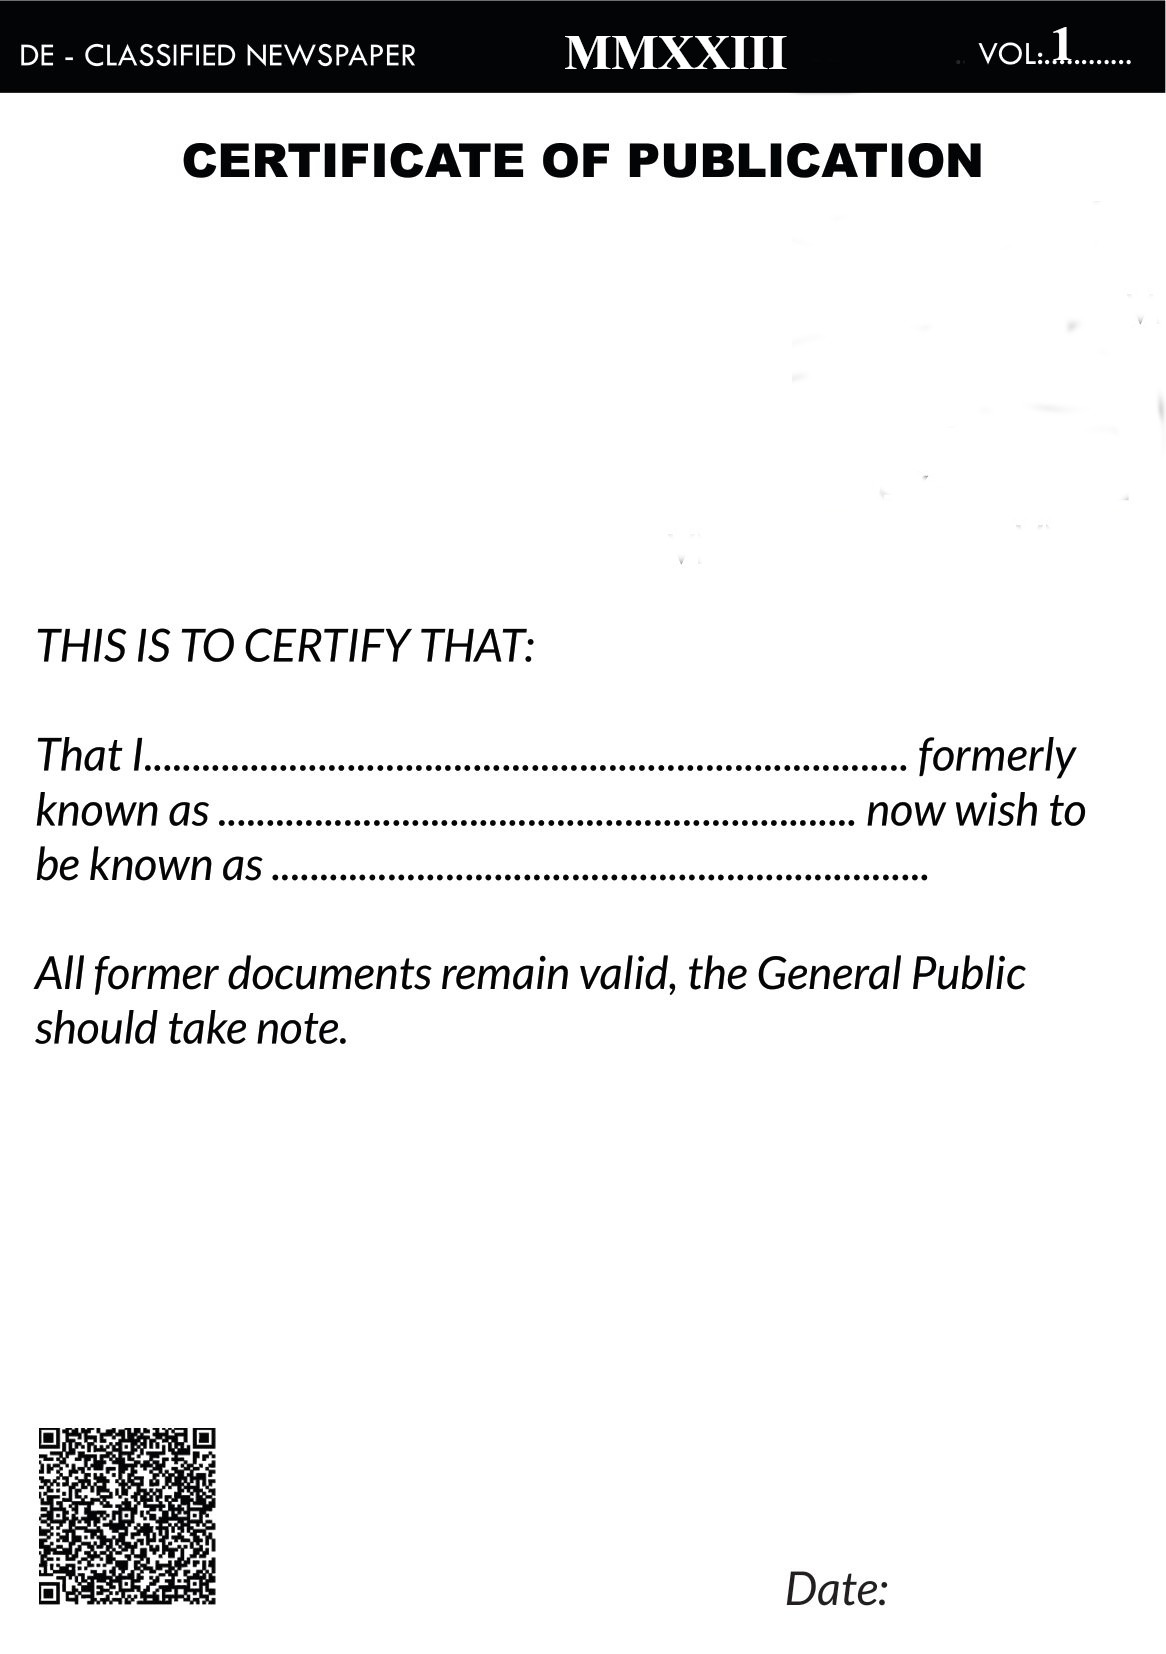 DE - CLASSIFIED NEWSPAPER MMXXIII VOL:.1...........
CERTIFICATE OF PUBLICATION
THIS IS TO CERTIFY THAT:
That I............................................................................... formerly
known as .................................................................. now wish to
be known as ....................................................................
All former documents remain valid, the General Public
should take note.
Date: